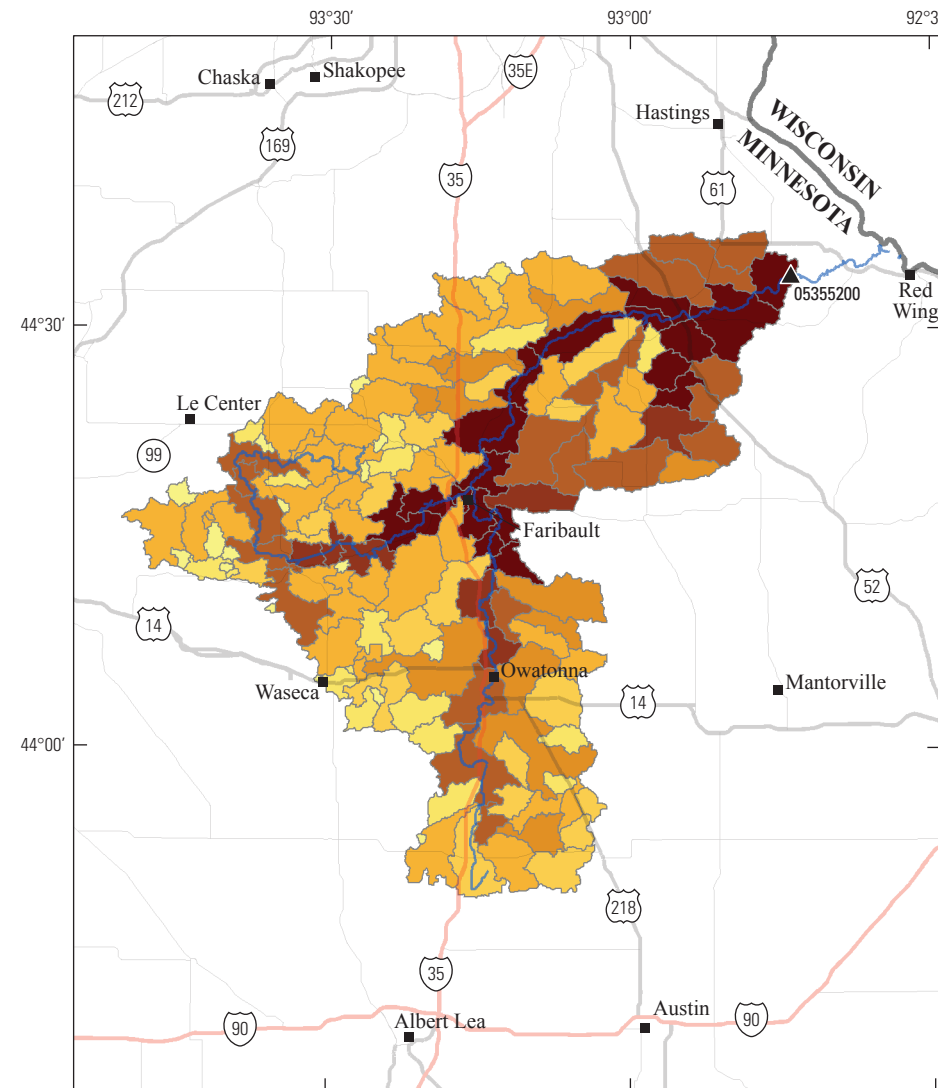 93°30′
93°00′
92°3
Chaska
Shakopee
35E
212
Hastings
169
WISCONSIN
MINNESOTA
35
61
05355200
Red
Wing
44°30′
Le Center
99
Faribault
52
14
Owatonna
Waseca
Mantorville
14
44°00′
218
35
Austin
90
Albert Lea
90